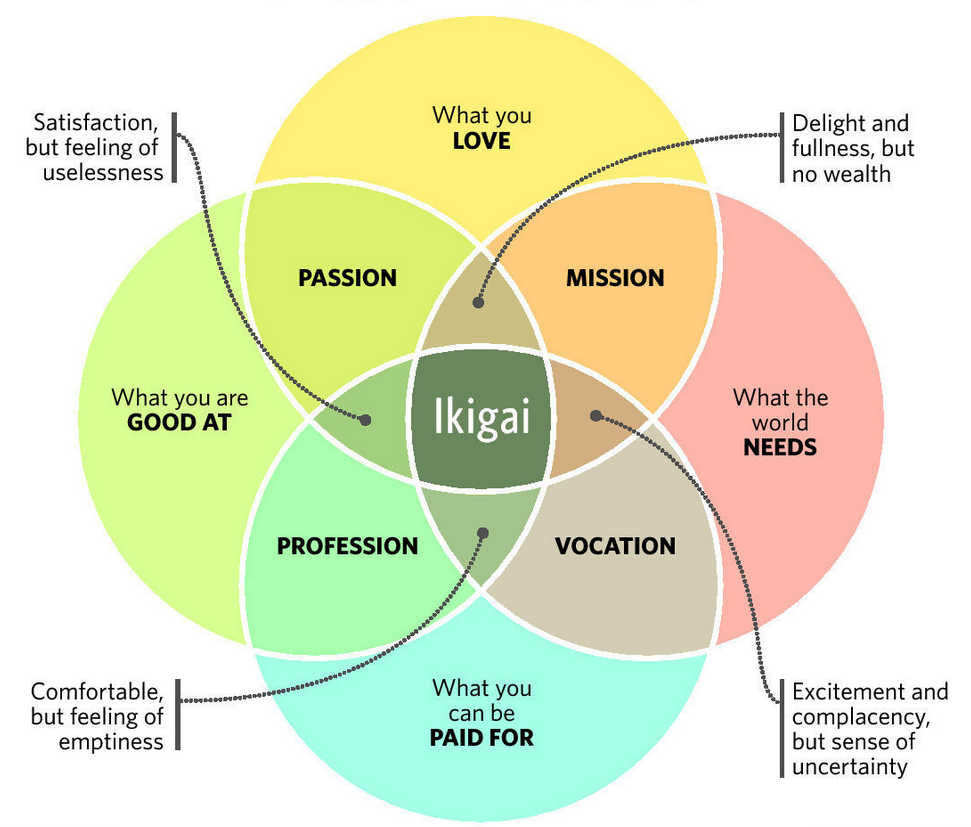 What you
LOVE
Satisfaction,
but feeling of
uselessness
Delight and
fullness, but
no wealth
PASSION
MISSION
What you are
GOOD AT
Ikigai
What the
world
NEEDS
PROFESSION
VOCATION
Comfortable,
but feeling of
emptiness
What you
can be
PAID FOR
Excitement and
complacency,
but sense of
uncertainty